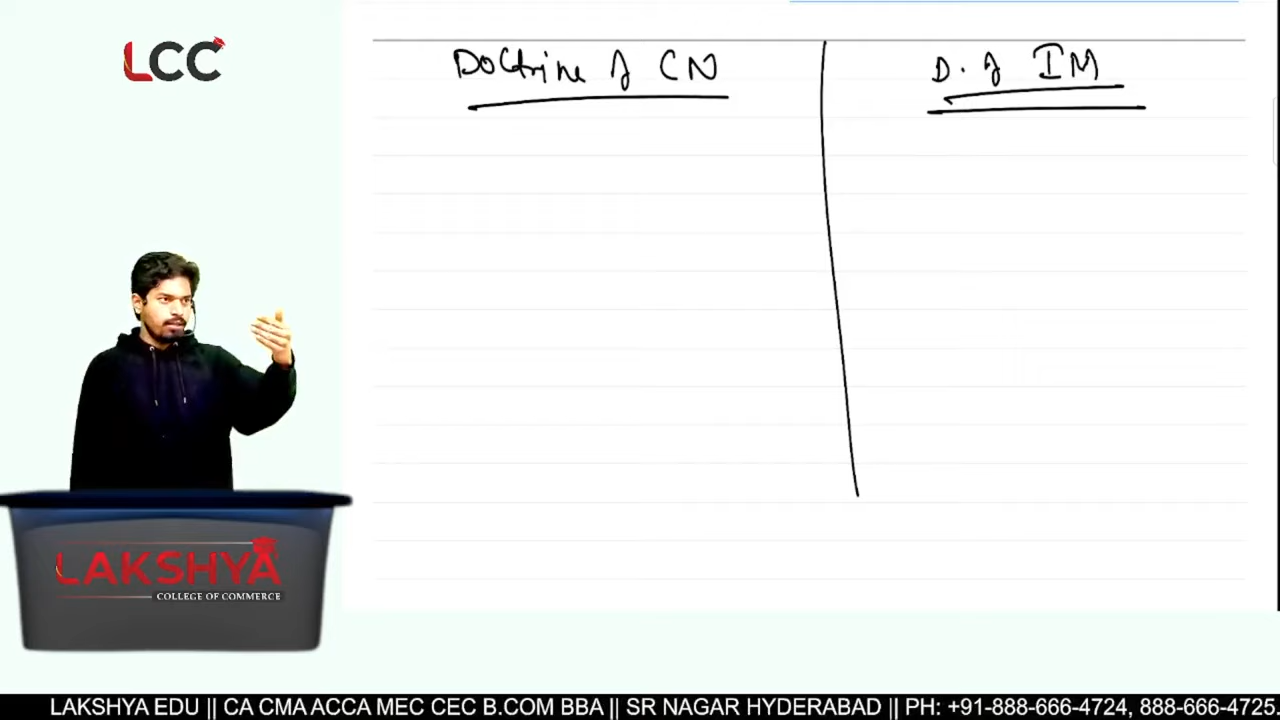 LCC
Doctrine of CN
D. of IM
LAKSHYA
COLLEGE OF COMMERCE
LAKSHYA EDU || CA CMA ACCA MEC CEC B.COM BBA || SR NAGAR HYDERABAD || PH: +91-888-666-4724, 888-666-4725.